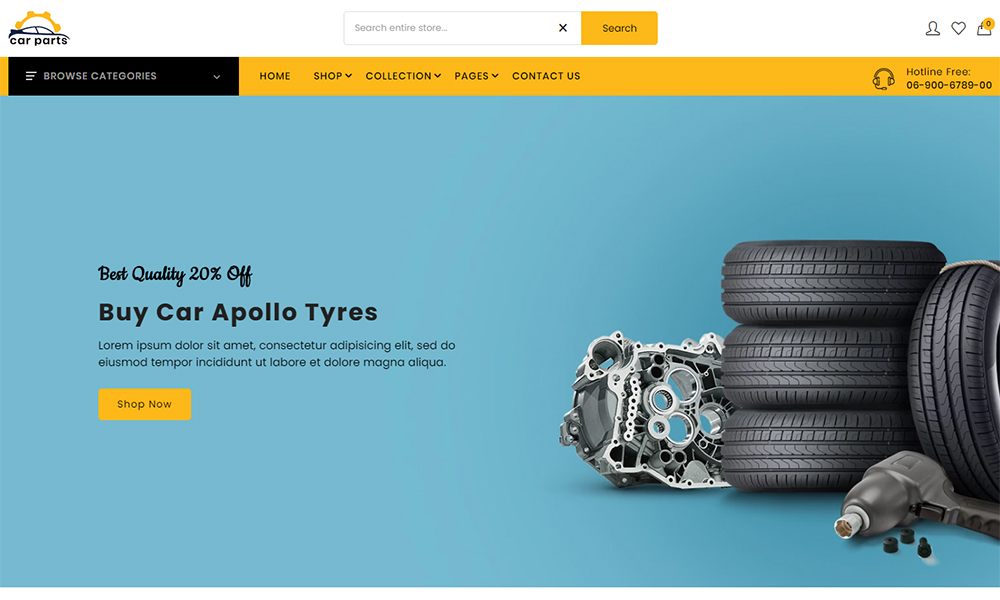 car parts
Search entire store...
Search
0
BROWSE CATEGORIES
HOME
SHOP
COLLECTION
PAGES
CONTACT US
Hotline Free:
06-900-6789-00
Best Quality 20% Off
Buy Car Apollo Tyres
Lorem ipsum dolor sit amet, consectetur adipisicing elit, sed do
eiusmod tempor incididunt ut labore et dolore magna aliqua.
Shop Now